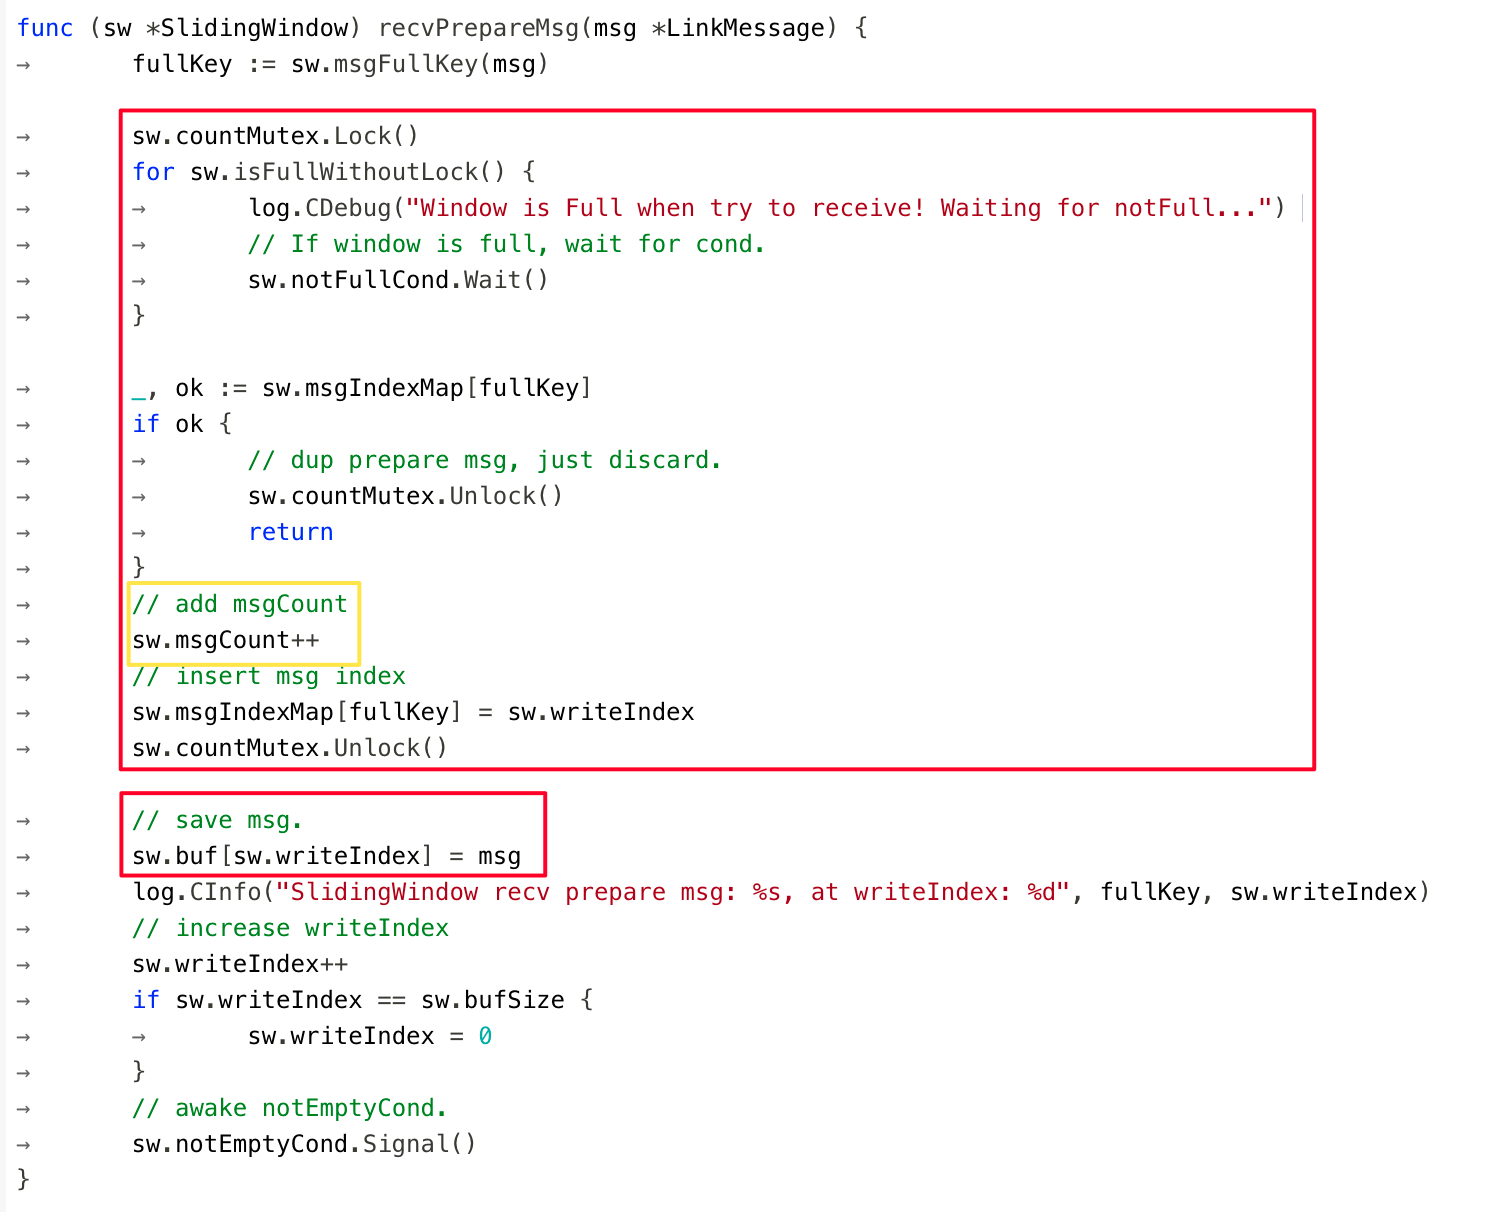 func (sw *SlidingWindow) recvPrepareMsg(msg *LinkMessage) {
→ fullKey := sw.msgFullKey(msg)
→ sw.countMutex.Lock()
→ for sw.isFullWithoutLock() {
→ → log.CDebug("Window is Full when try to receive! Waiting for notFull...")
→ → // If window is full, wait for cond.
→ → sw.notFullCond.Wait()
→ }
→ _, ok := sw.msgIndexMap[fullKey]
→ if ok {
→ → // dup prepare msg, just discard.
→ → sw.countMutex.Unlock()
→ → return
→ }
→ // add msgCount
→ sw.msgCount++
→ // insert msg index
→ sw.msgIndexMap[fullKey] = sw.writeIndex
→ sw.countMutex.Unlock()
→ // save msg.
→ sw.buf[sw.writeIndex] = msg
→ log.CInfo("SlidingWindow recv prepare msg: %s, at writeIndex: %d", fullKey, sw.writeIndex)
→ // increase writeIndex
→ sw.writeIndex++
→ if sw.writeIndex == sw.bufSize {
→ → sw.writeIndex = 0
→ }
→ // awake notEmptyCond.
→ sw.notEmptyCond.Signal()
}